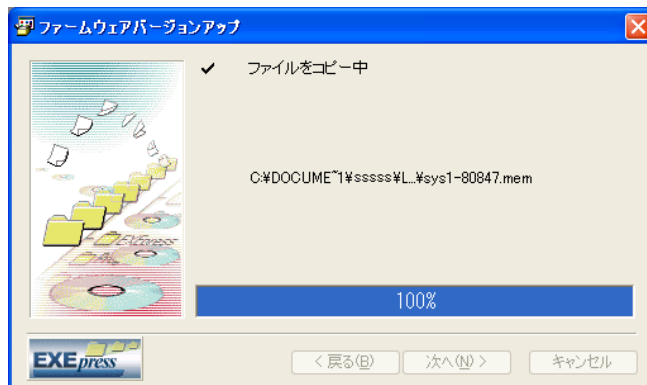 ファームウェアバージョンアップ
ファイルをコピー中
C:¥DOCUME~1¥sssss¥L...¥sys1-80847.mem
EXEpress
100%
EXEpress
< 戻る(B)
次へ(N) >
キャンセル